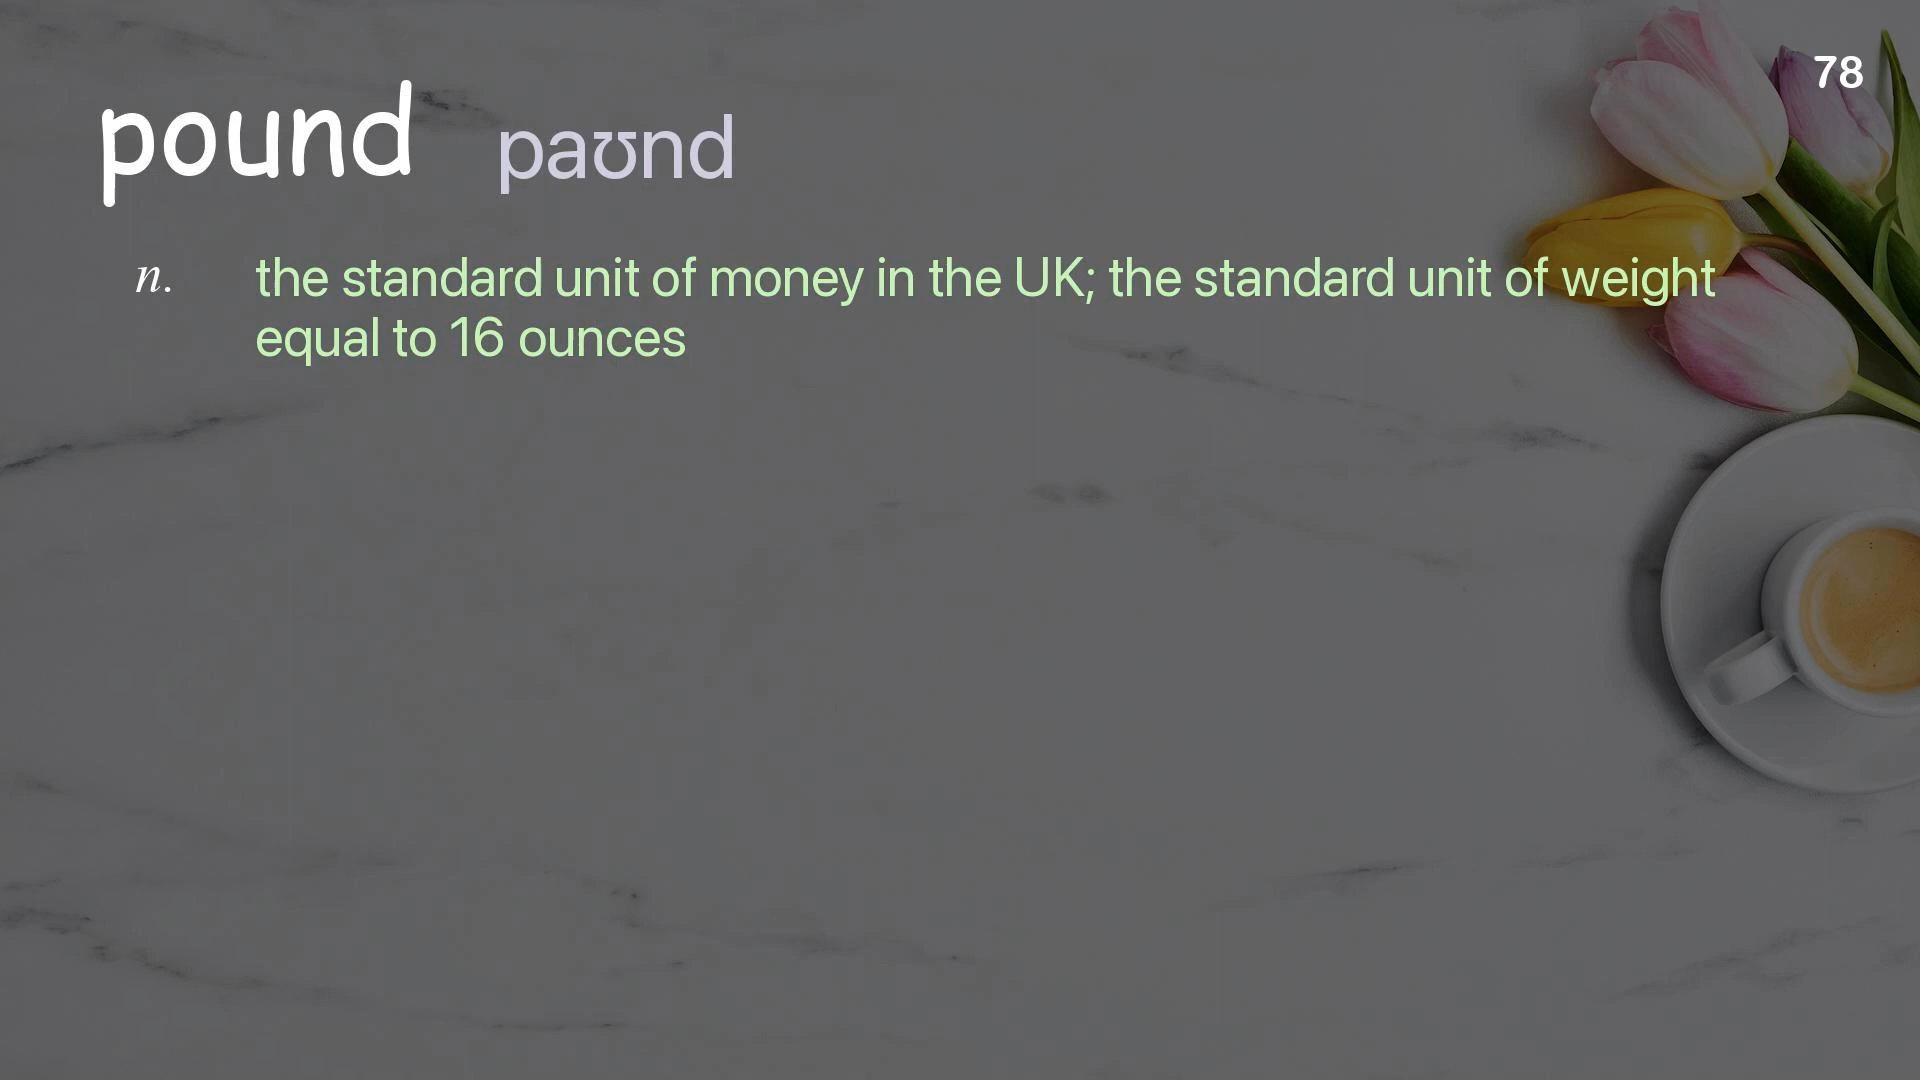 78
pound paʊnd
n. the standard unit of money in the UK; the standard unit of weight
equal to 16 ounces